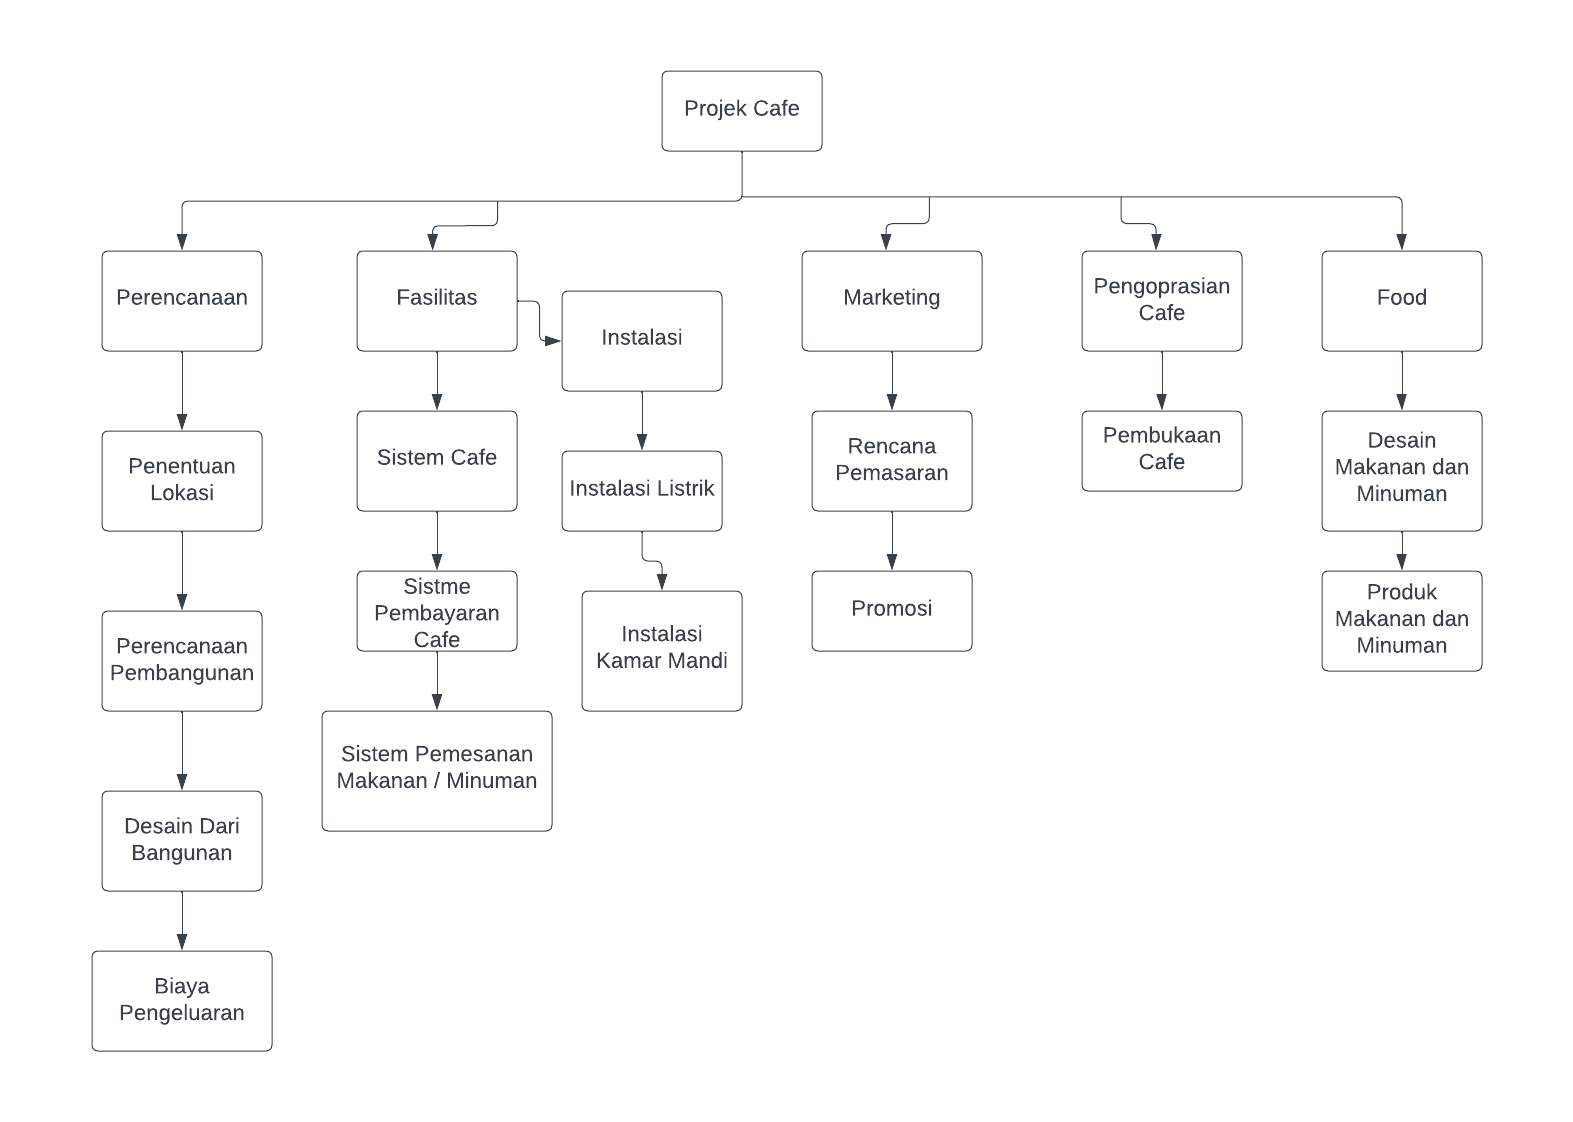 Projek Cafe
Perencanaan
Fasilitas
Instalasi
Marketing
Pengoprasian
Cafe
Food
Penentuan
Lokasi
Sistem Cafe
Instalasi Listrik
Rencana
Pemasaran
Pembukaan
Cafe
Desain
Makanan dan
Minuman
Perencanaan
Pembangunan
Sistme
Pembayaran
Cafe
Instalasi
Kamar Mandi
Promosi
Produk
Makanan dan
Minuman
Sistem Pemesanan
Makanan / Minuman
Desain Dari
Bangunan
Biaya
Pengeluaran